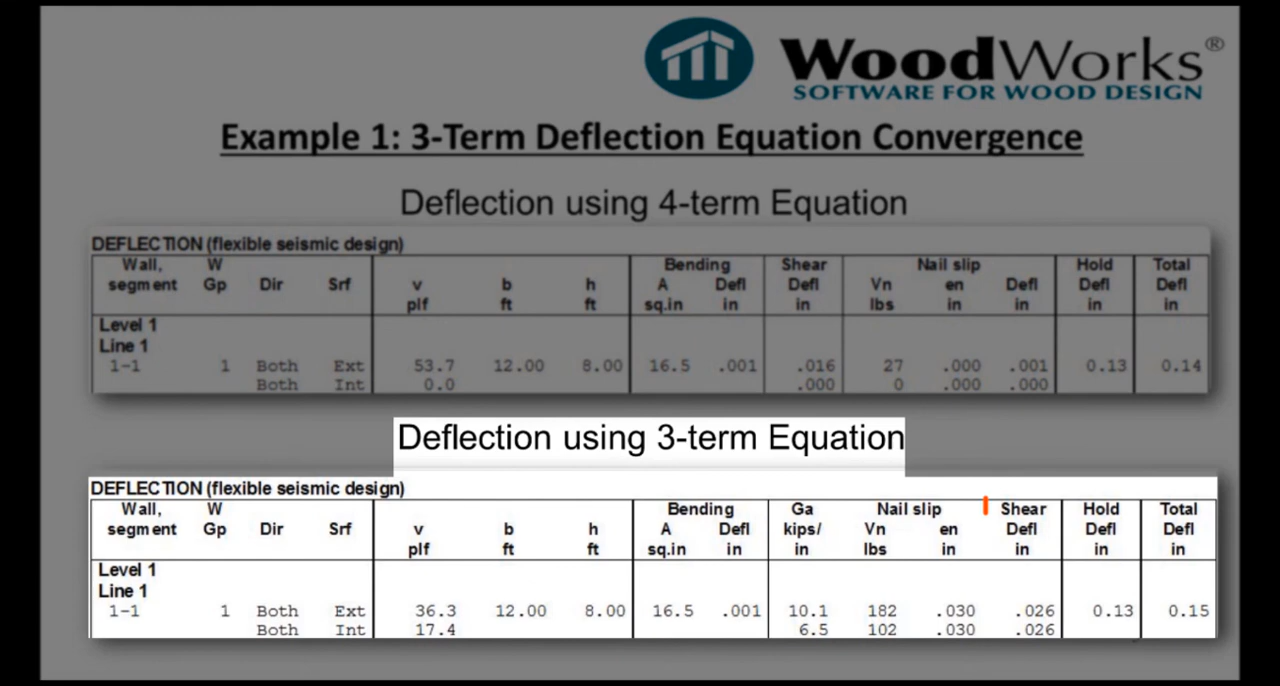 WoodWorks®
SOFTWARE FOR WOOD DESIGN
Example 1: 3-Term Deflection Equation Convergence
Deflection using 4-term Equation
DEFLECTION (flexible seismic design)
Wall, W Bending Shear Nail slip Hold Total
segment Gp Dir Srf v b h A Defl Defl Vn en Defl Defl Defl
plf ft ft sq.in in in lbs in in in in
Level 1
Line 1
1-1 1 Both Ext 53.7 12.00 8.00 16.5 .001 .016 27 .000 .001 0.13 0.14
Both Int 0.0 .000 0 .000 .000
Deflection using 3-term Equation
DEFLECTION (flexible seismic design)
Wall, W Bending Ga Nail slip Shear Hold Total
segment Gp Dir Srf v b h A Defl kips/ Vn en Defl Defl Defl
plf ft ft sq.in in in lbs in in in in
Level 1
Line 1
1-1 1 Both Ext 36.3 12.00 8.00 16.5 .001 10.1 182 .030 .026 0.13 0.15
Both Int 17.4 6.5 102 .030 .026